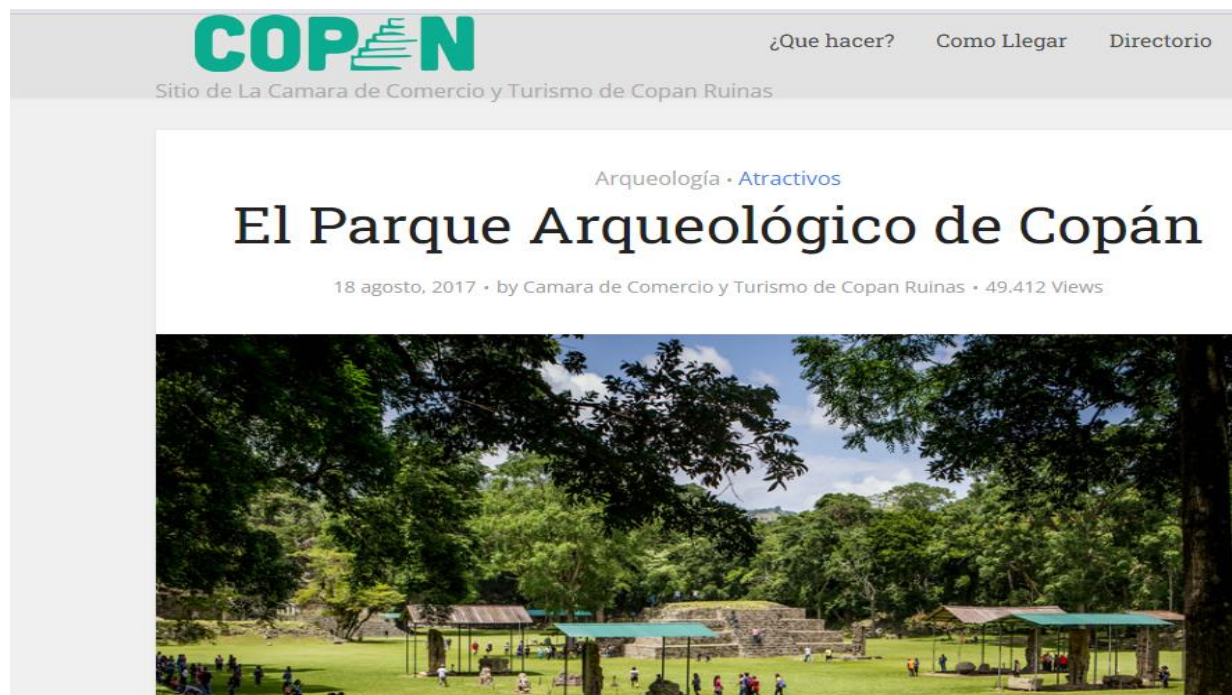 COPAN
¿Que hacer? Como Llegar Directorio
Sitio de La Camara de Comercio y Turismo de Copan Ruinas
Arqueología • Atractivos
El Parque Arqueológico de Copán
18 agosto, 2017 • by Camara de Comercio y Turismo de Copan Ruinas • 49.412 Views